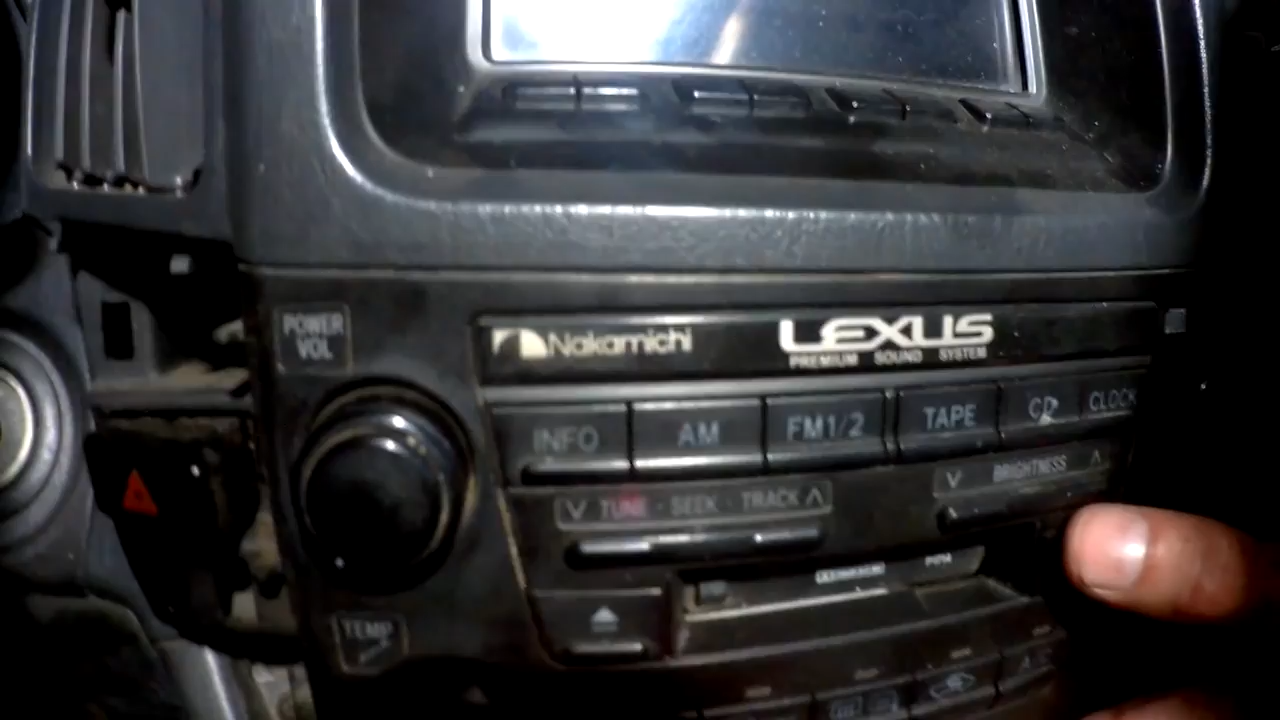 POWER
VOL
Nakamichi
LEXUS
PREMIUM SOUND SYSTEM
INFO AM FM1/2 TAPE CD CLOCK
TUNE · SEEK · TRACK
BRIGHTNESS
TEMP